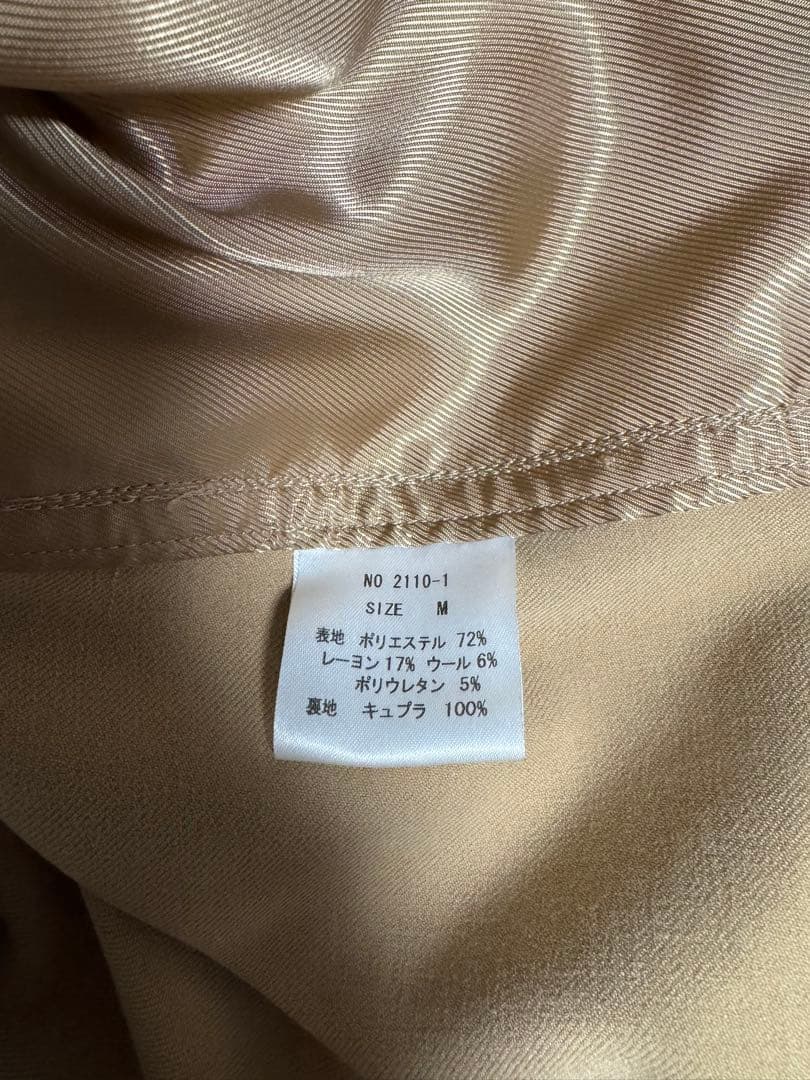 NO 2110-1
SIZE M
表地 ポリエステル 72%
レーヨン 17% ウール 6%
ポリウレタン 5%
裏地 キュプラ 100%